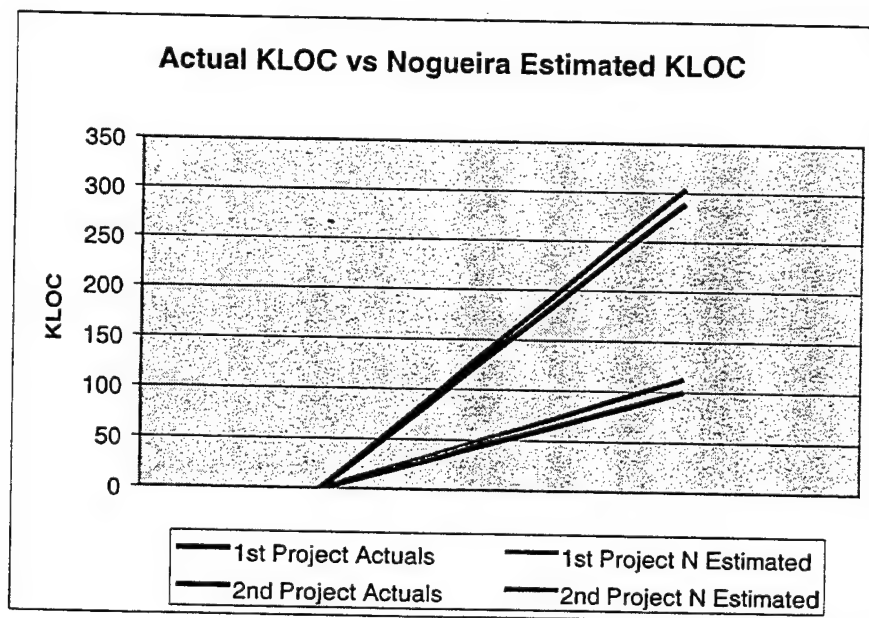 Actual KLOC vs Nogueira Estimated KLOC
350
300
250
200
150
100
50
0
KLOC
1st Project Actuals
1st Project N Estimated
2nd Project Actuals
2nd Project N Estimated